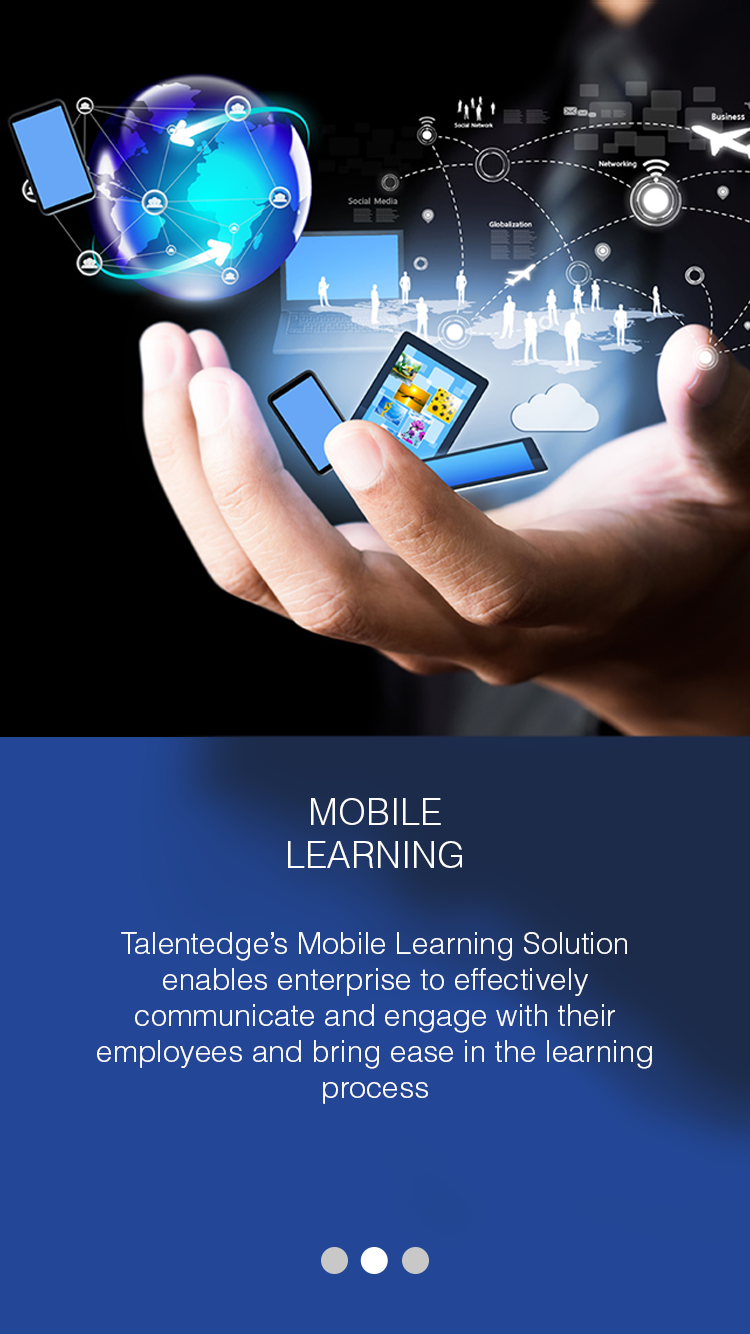 Social Network
Business
Networking
Social Media
Globalization
MOBILE
LEARNING
Talentedge’s Mobile Learning Solution
enables enterprise to effectively
communicate and engage with their
employees and bring ease in the learning
process